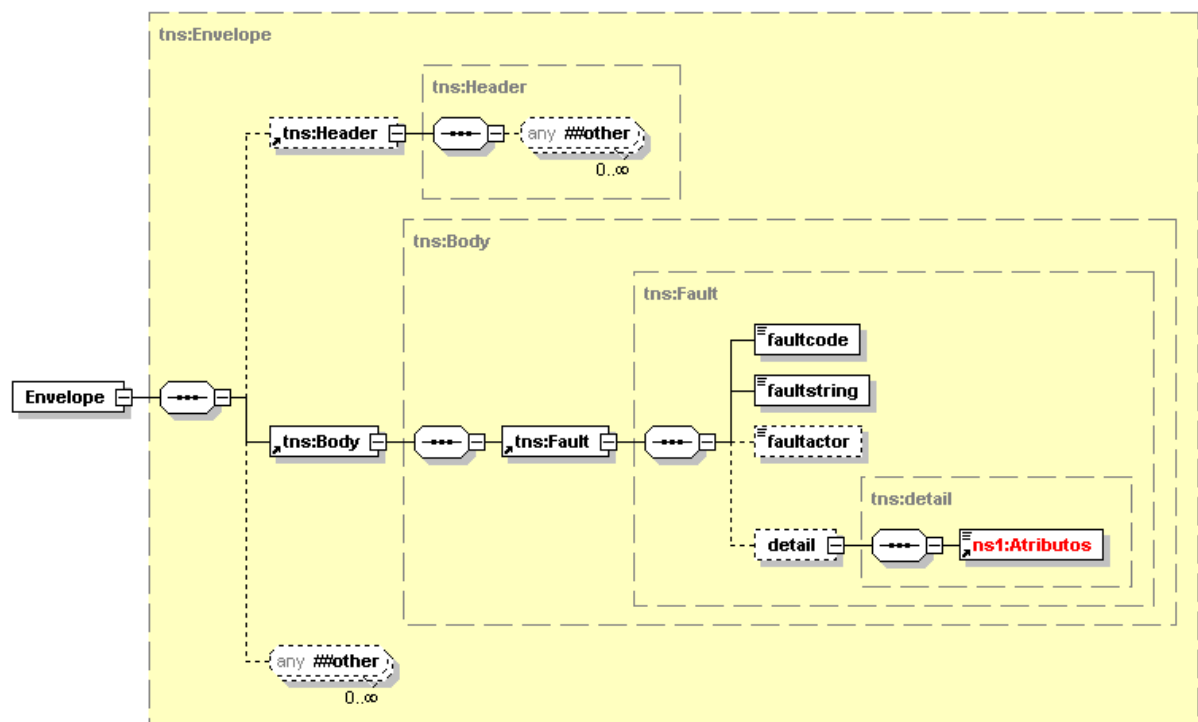 tns:Envelope
tns:Header
tns:Header
any ##other
0..∞
tns:Body
tns:Fault
faultcode
faultstring
Envelope
tns:Body
tns:Fault
faultactor
tns:detail
detail
ns1:Atributos
any ##other
0..∞